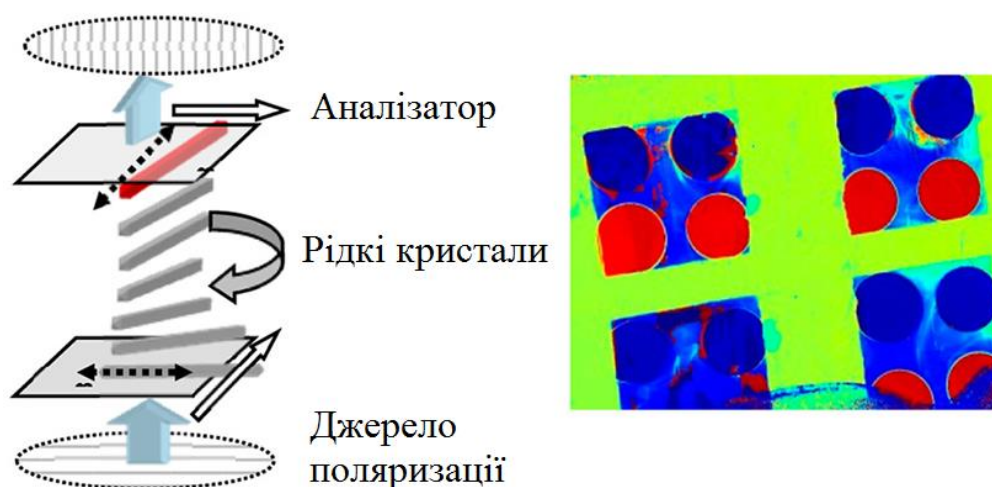 Аналізатор
Рідкі кристали
Джерело
поляризації